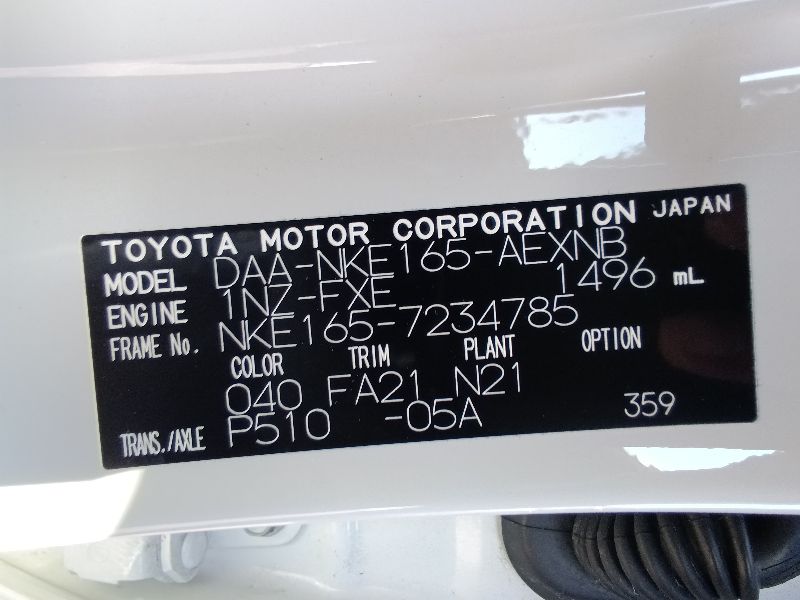 TOYOTA MOTOR CORPORATION JAPAN
MODEL DAA-NKE165-AEXNB
ENGINE 1NZ-FXE 1496 mL
FRAME No. NKE165-7234785
COLOR TRIM PLANT OPTION
040 FA21 N21
TRANS./AXLE P510 -05A 359